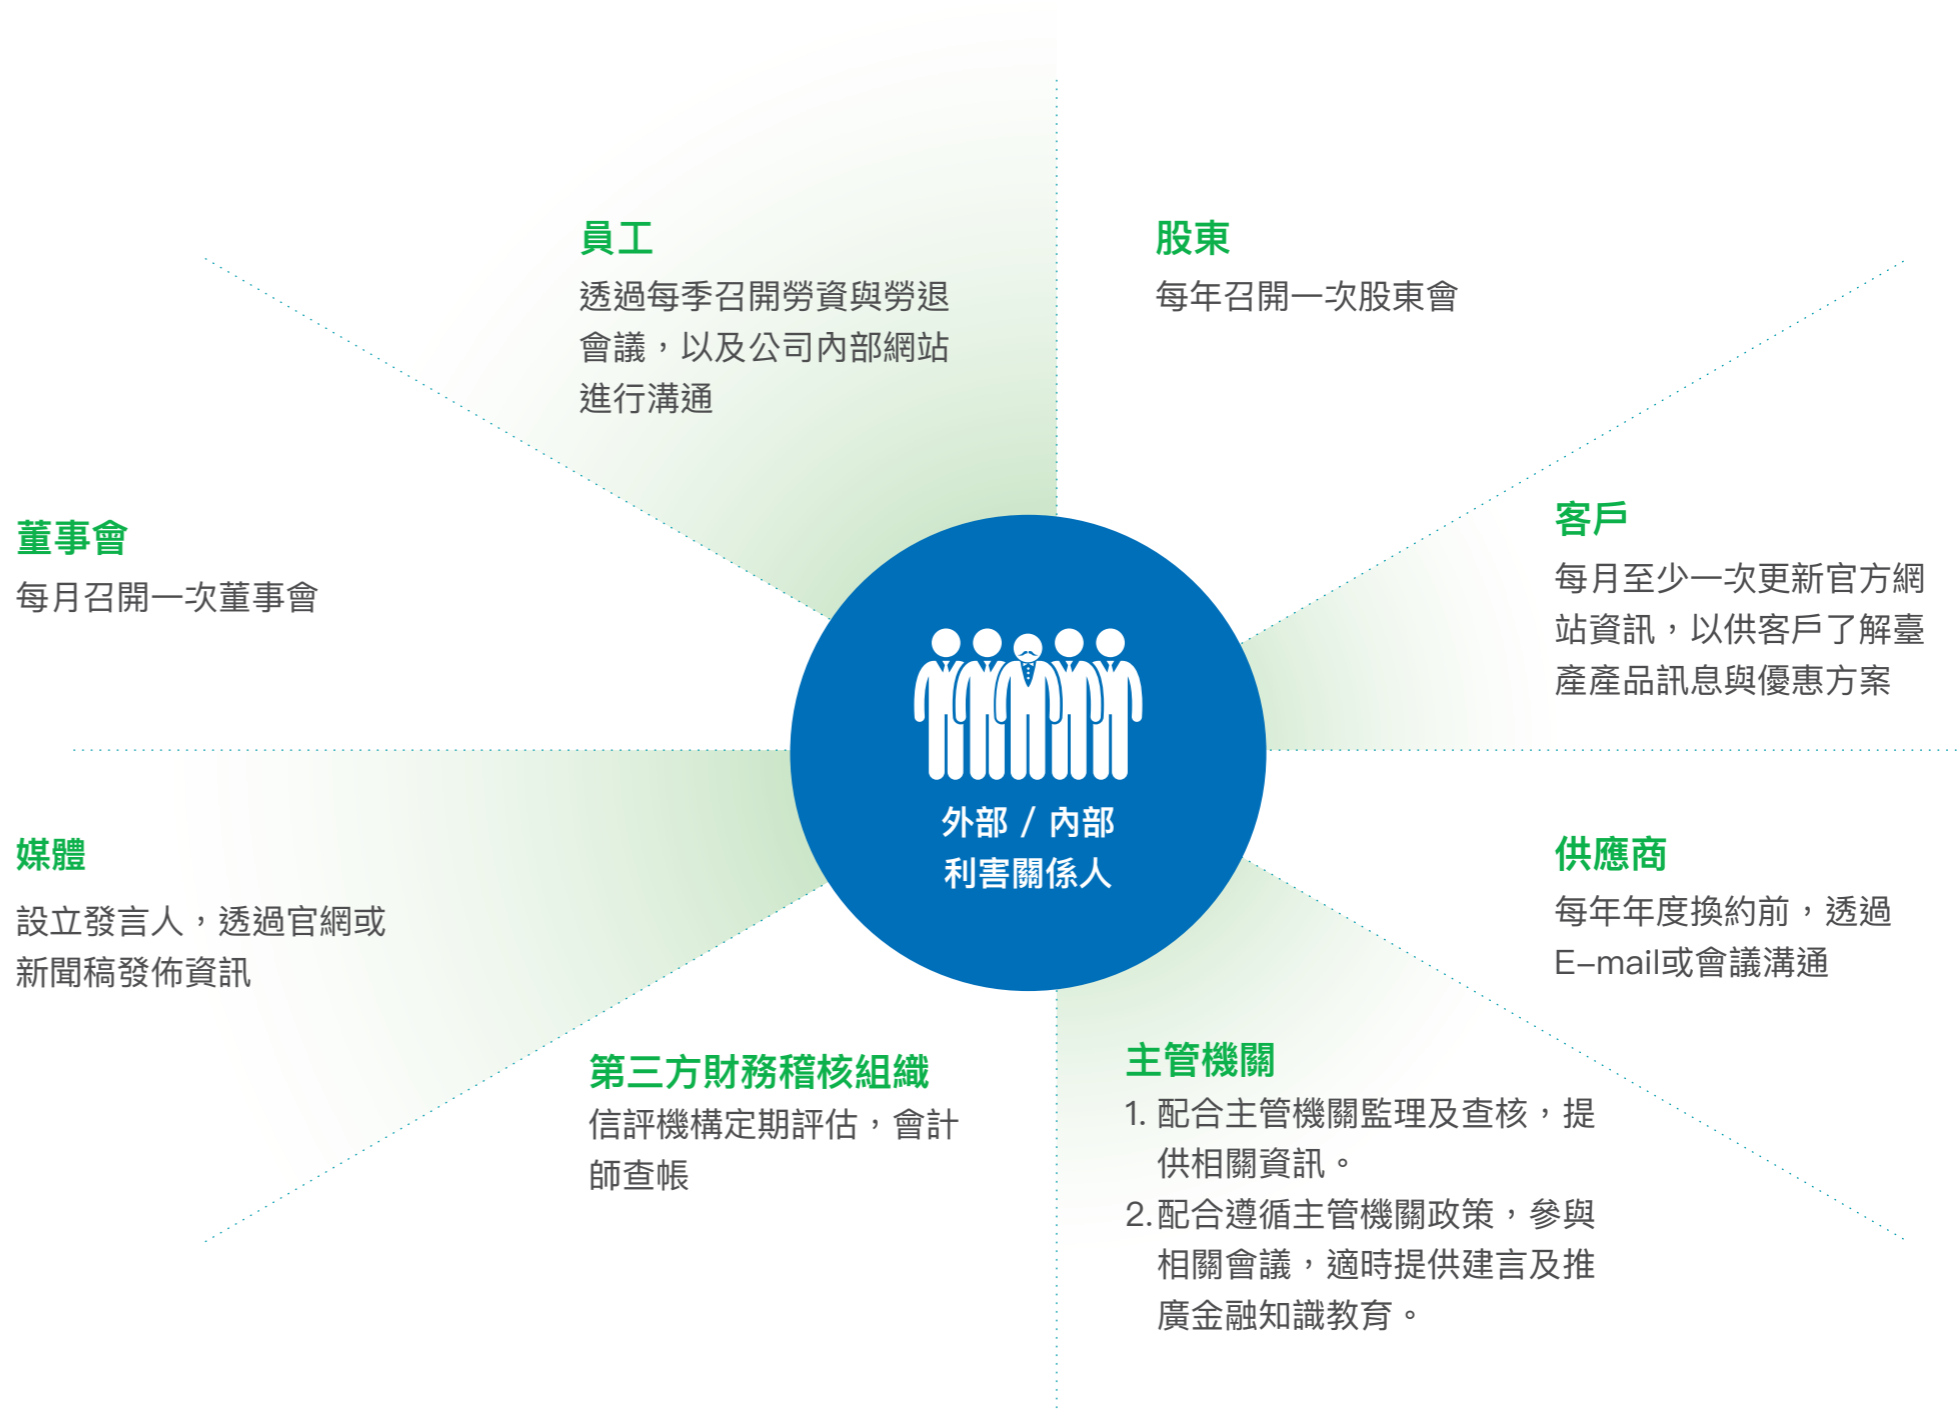 員工
透過每季召開勞資與勞退
會議，以及公司內部網站
進行溝通
股東
每年召開一次股東會
董事會
每月召開一次董事會
客戶
每月至少一次更新官方網
站資訊，以供客戶了解臺
產產品訊息與優惠方案
外部 / 內部
利害關係人
媒體
設立發言人，透過官網或
新聞稿發佈資訊
供應商
每年年度換約前，透過
E-mail或會議溝通
第三方財務稽核組織
信評機構定期評估，會計
師查帳
主管機關
1. 配合主管機關監理及查核，提
供相關資訊。
2. 配合遵循主管機關政策，參與
相關會議，適時提供建言及推
廣金融知識教育。